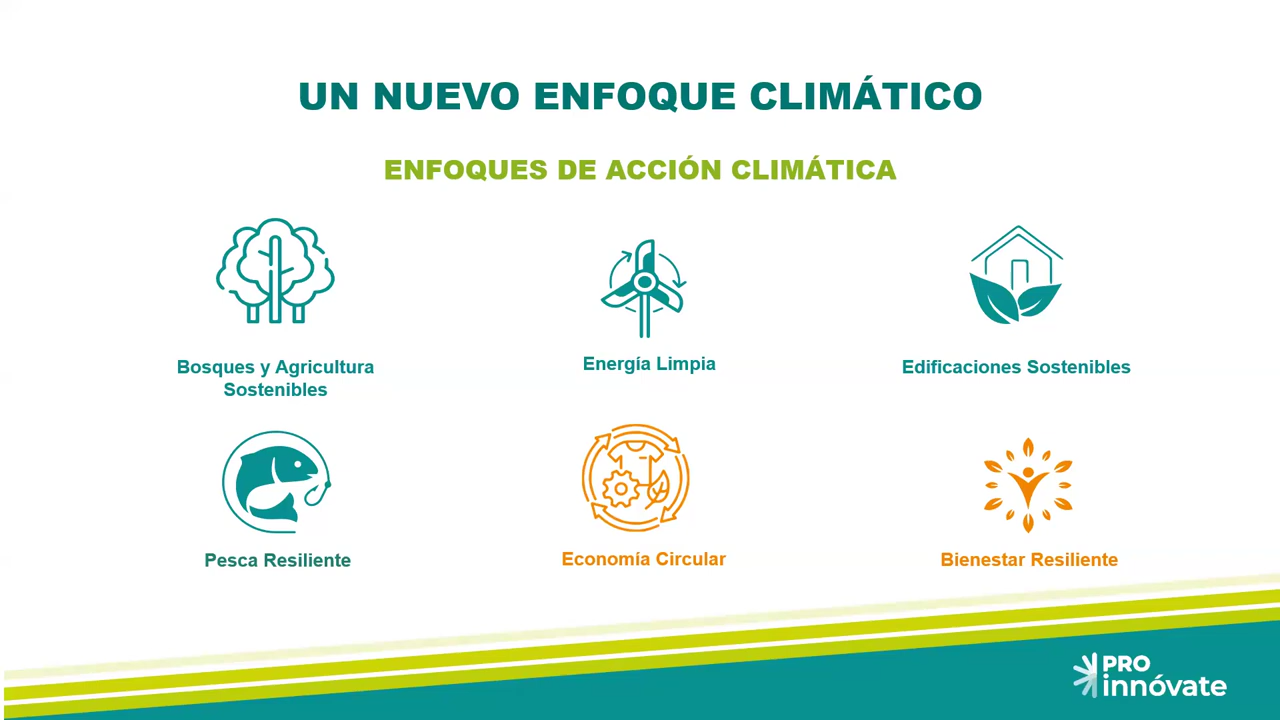 UN NUEVO ENFOQUE CLIMÁTICO
ENFOQUES DE ACCIÓN CLIMÁTICA
Bosques y Agricultura
Sostenibles
Energía Limpia
Edificaciones Sostenibles
Pesca Resiliente
Economía Circular
Bienestar Resiliente
PRO
innóvate